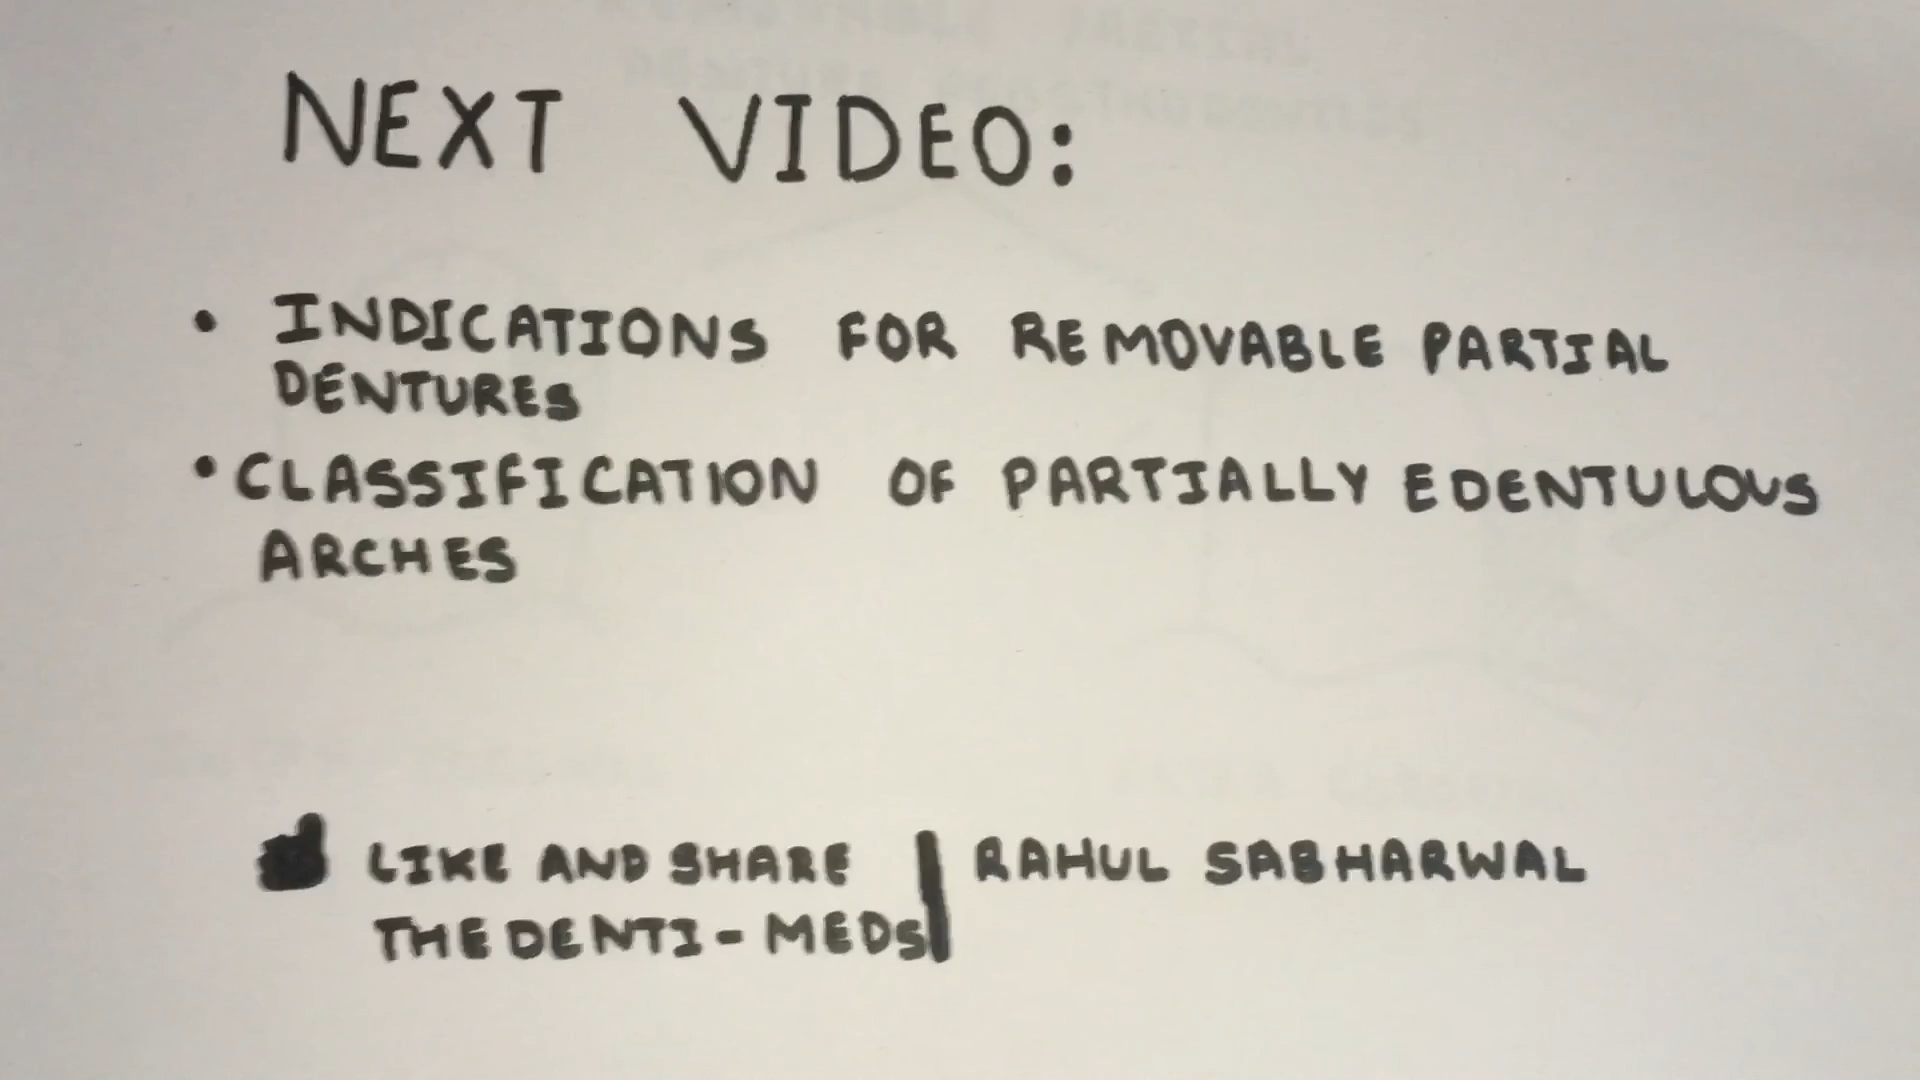 NEXT VIDEO:
• INDICATIONS FOR REMOVABLE PARTIAL
DENTURES
• CLASSIFICATION OF PARTIALLY EDENTULOUS
ARCHES
LIKE AND SHARE
THE DENTI-MEDS
RAHUL SABHARWAL